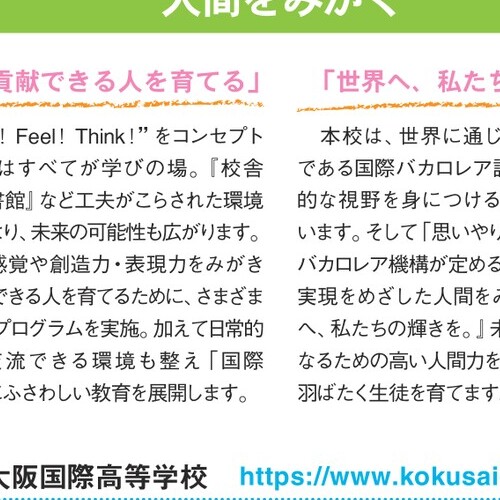 人間をみがく
貢献できる人を育てる」
! Feel! Think!”をコンセプト
はすべてが学びの場。『校舎
書館』など工夫がこらされた環境
より、未来の可能性も広がります。
感覚や創造力・表現力をみがき
できる人を育てるために、さまざま
プログラムを実施。加えて日常的
交流できる環境も整え「国際
にふさわしい教育を展開します。
「世界へ、私たち
本校は、世界に通じ
である国際バカロレア認
的な視野を身につける
います。そして「思いやり
バカロレア機構が定める
実現をめざした人間をみ
へ、私たちの輝きを。』未
なるための高い人間力を
羽ばたく生徒を育てます
大阪国際高等学校 https://www.kokusai